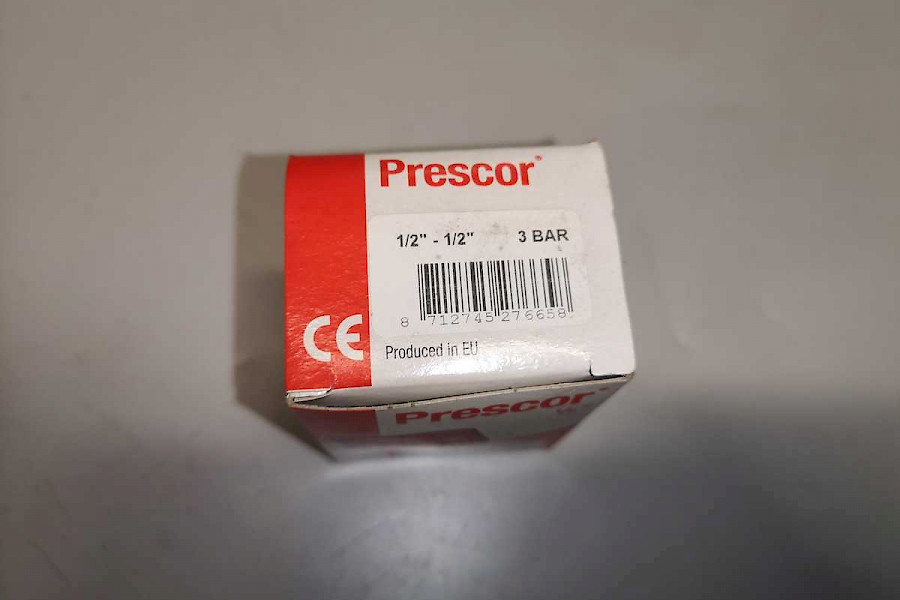 Prescor®
1/2" - 1/2" 3 BAR
8 712745 276658
CE
Produced in EU
Prescor